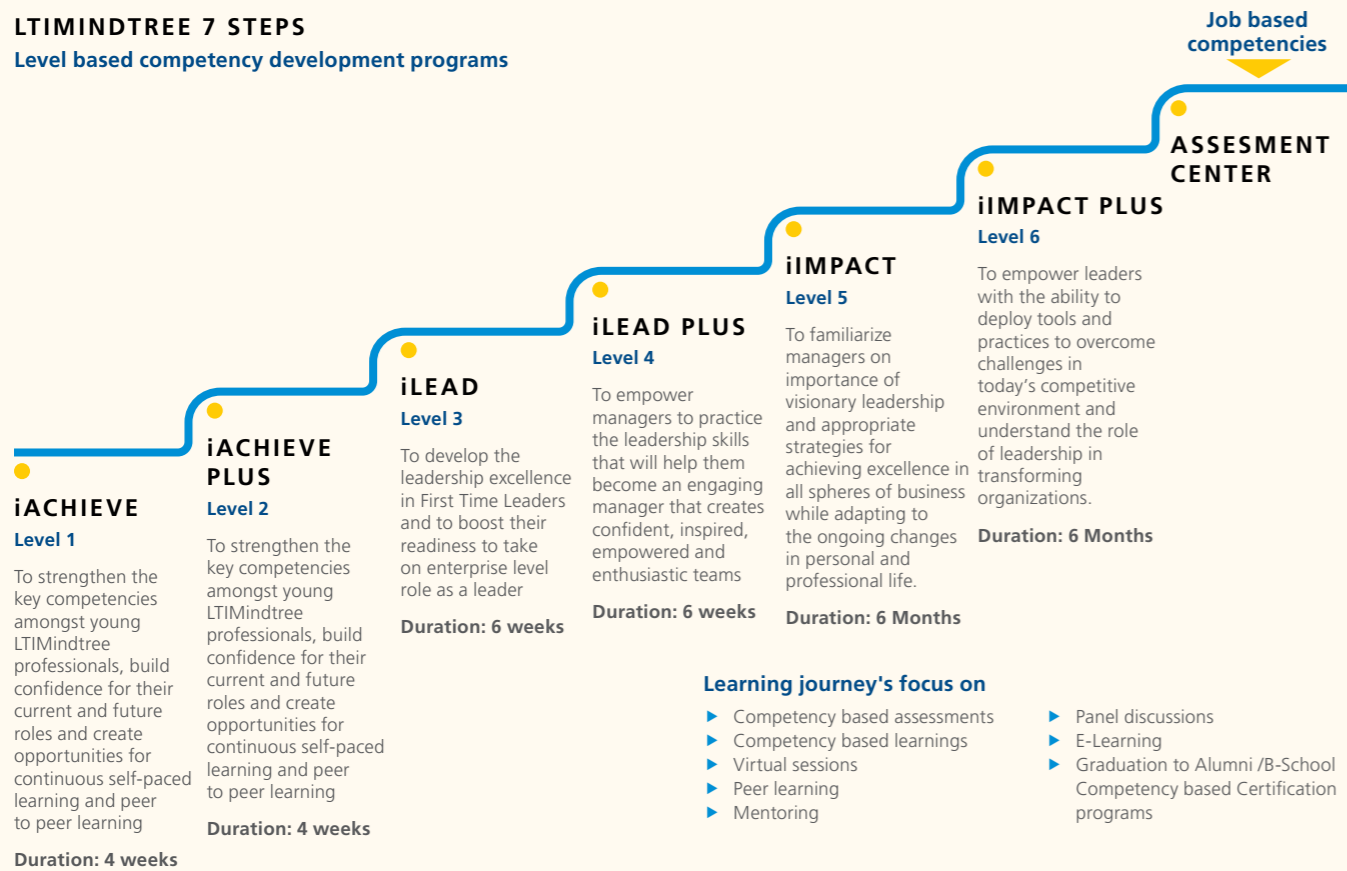 LTIMINDTREE 7 STEPS
Level based competency development programs
Job based
competencies
iACHIEVE
Level 1
To strengthen the
key competencies
amongst young
LTIMindtree
professionals, build
confidence for their
current and future
roles and create
opportunities for
continuous self-paced
learning and peer
to peer learning
Duration: 4 weeks
iACHIEVE
PLUS
Level 2
To strengthen the
key competencies
amongst young
LTIMindtree
professionals, build
confidence for their
current and future
roles and create
opportunities for
continuous self-paced
learning and peer
to peer learning
Duration: 4 weeks
iLEAD
Level 3
To develop the
leadership excellence
in First Time Leaders
and to boost their
readiness to take
on enterprise level
role as a leader
Duration: 6 weeks
iLEAD PLUS
Level 4
To empower
managers to practice
the leadership skills
that will help them
become an engaging
manager that creates
confident, inspired,
empowered and
enthusiastic teams
Duration: 6 weeks
iIMPACT
Level 5
To familiarize
managers on
importance of
visionary leadership
and appropriate
strategies for
achieving excellence in
all spheres of business
while adapting to
the ongoing changes
in personal and
professional life.
Duration: 6 Months
iIMPACT PLUS
Level 6
To empower leaders
with the ability to
deploy tools and
practices to overcome
challenges in
today's competitive
environment and
understand the role
of leadership in
transforming
organizations.
Duration: 6 Months
ASSESMENT
CENTER
Learning journey's focus on
Competency based assessments
Competency based learnings
Virtual sessions
Peer learning
Mentoring
Panel discussions
E-Learning
Graduation to Alumni /B-School
Competency based Certification
programs